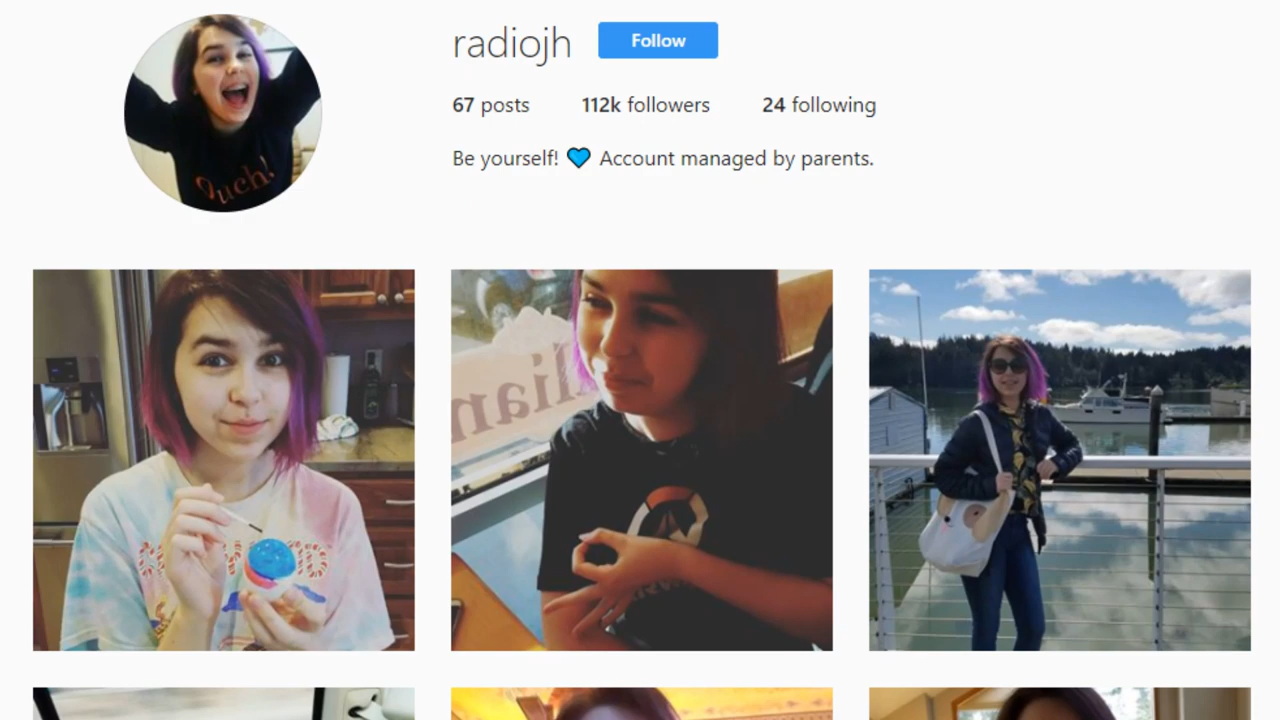 radiojh
Follow
67 posts
112k followers
24 following
Be yourself! 💙 Account managed by parents.
Ouch!